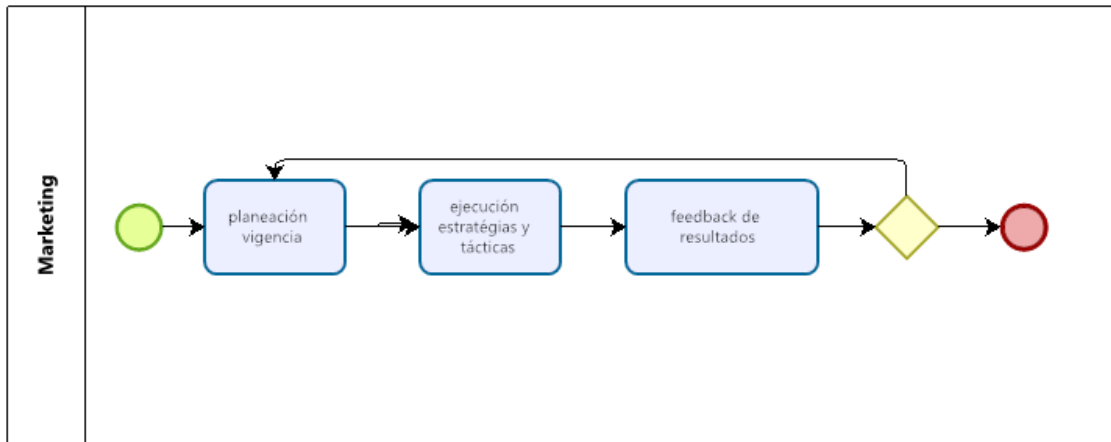 Marketing
planeación
vigencia
ejecución
estratégias y
tácticas
feedback de
resultados